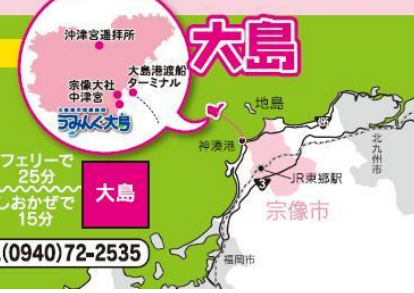 大島
沖津宮遥拝所
大島港渡船
ターミナル
宗像大社
中津宮
うみんぐ大島
地島
神湊港
495
北九州市
JR東郷駅
3
宗像市
福岡市
フェリーで
25分
しおかぜで
15分
大島
(0940)72-2535